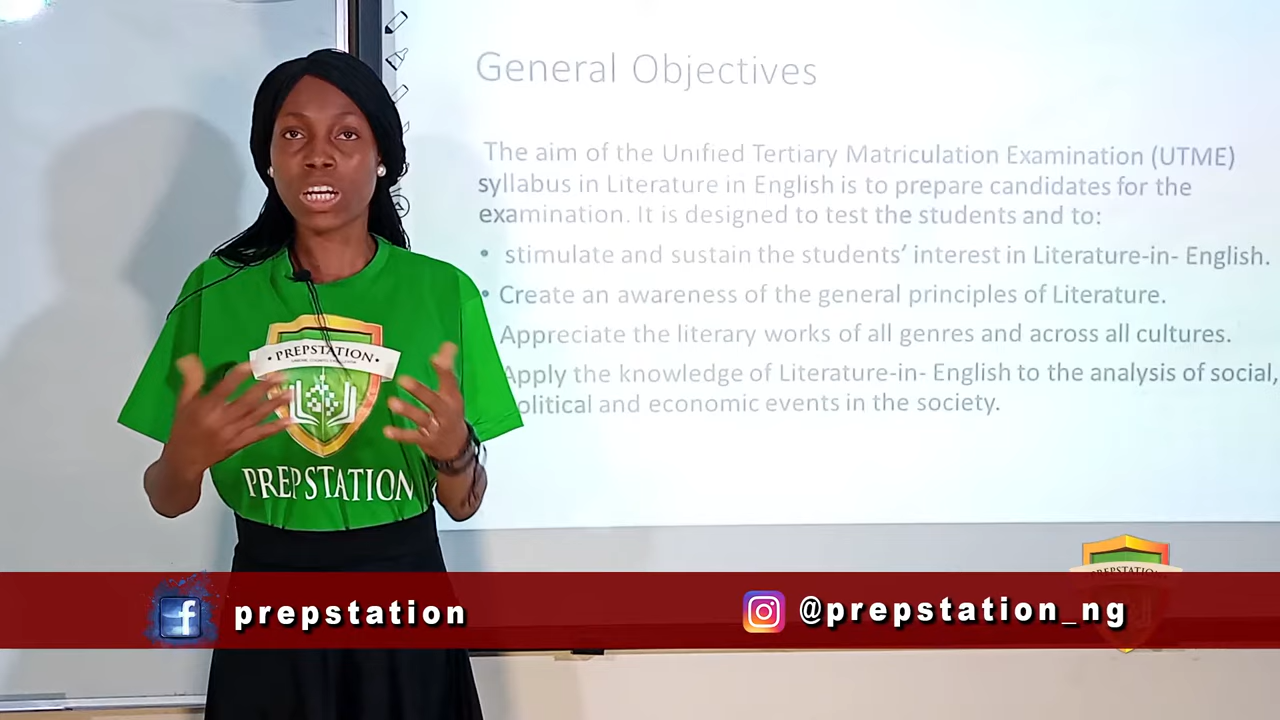 General Objectives
The aim of the Unified Tertiary Matriculation Examination (UTME)
syllabus in Literature in English is to prepare candidates for the
examination. It is designed to test the students and to:
• stimulate and sustain the students' interest in Literature-in- English.
• Create an awareness of the general principles of Literature.
Appreciate the literary works of all genres and across all cultures.
Apply the knowledge of Literature-in- English to the analysis of social,
olitical and economic events in the society.
• PREPSTATION •
PREPSTATION
PREPSTATION
prepstation
@prepstation_ng